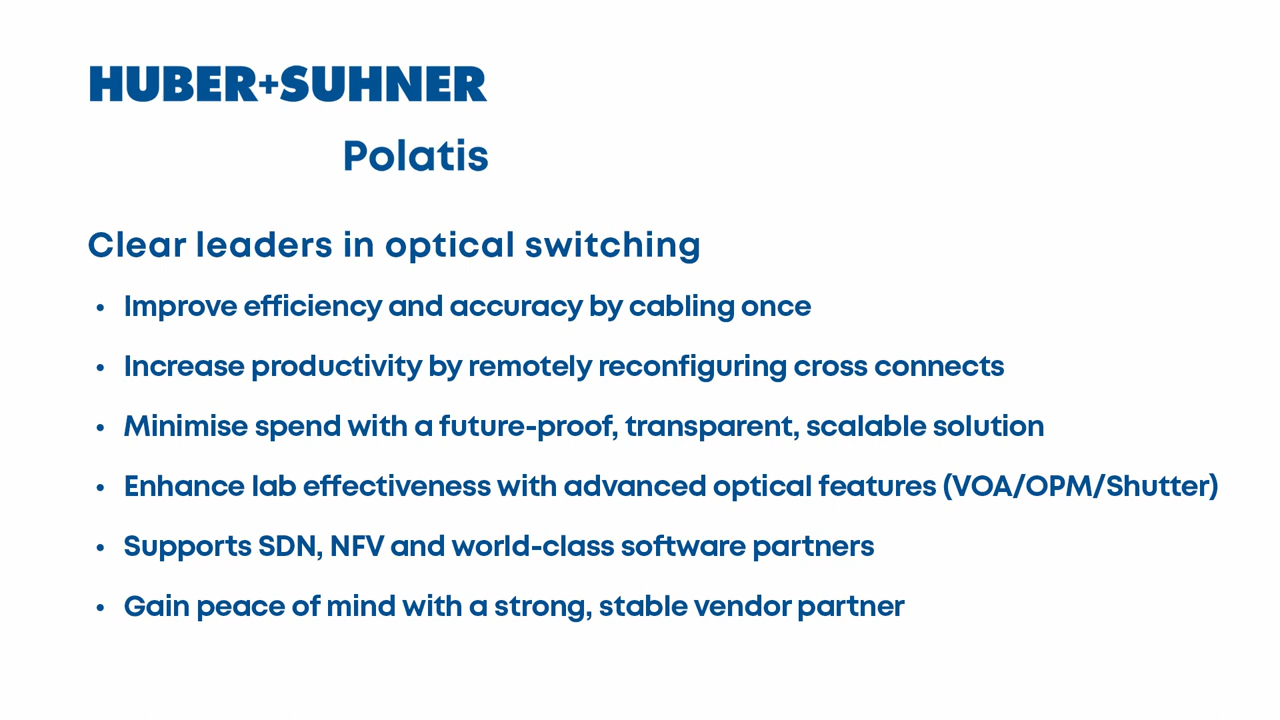 HUBER+SUHNER
Polatis
Clear leaders in optical switching
• Improve efficiency and accuracy by cabling once
• Increase productivity by remotely reconfiguring cross connects
• Minimise spend with a future-proof, transparent, scalable solution
• Enhance lab effectiveness with advanced optical features (VOA/OPM/Shutter)
• Supports SDN, NFV and world-class software partners
• Gain peace of mind with a strong, stable vendor partner